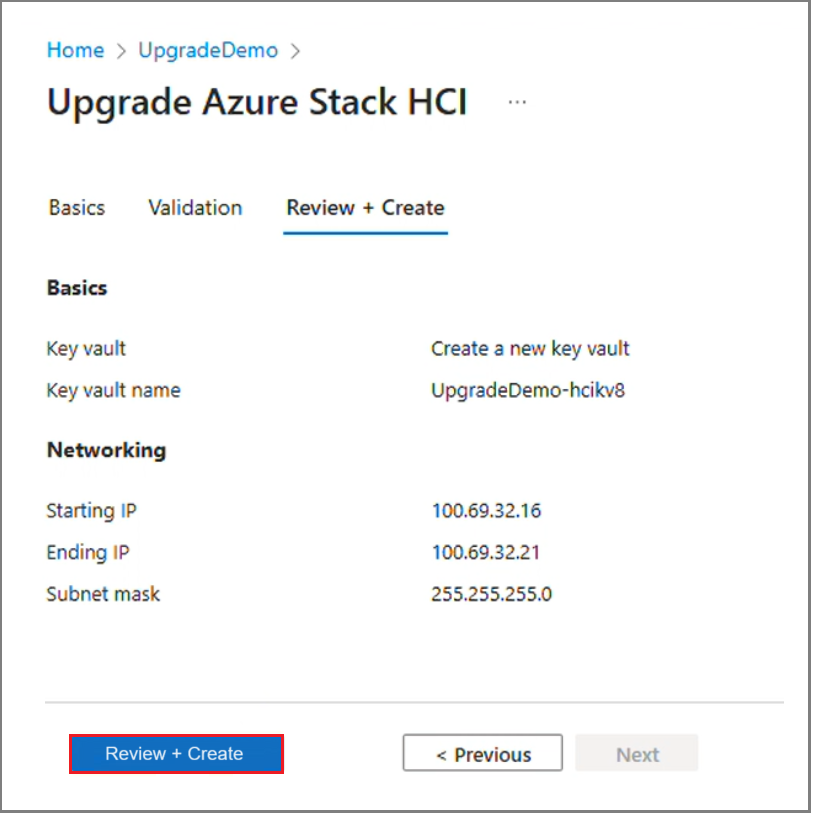 Home > UpgradeDemo >
Upgrade Azure Stack HCI ...
Basics Validation Review + Create
Basics
Key vault Create a new key vault
Key vault name UpgradeDemo-hcikv8
Networking
Starting IP 100.69.32.16
Ending IP 100.69.32.21
Subnet mask 255.255.255.0
Review + Create < Previous Next